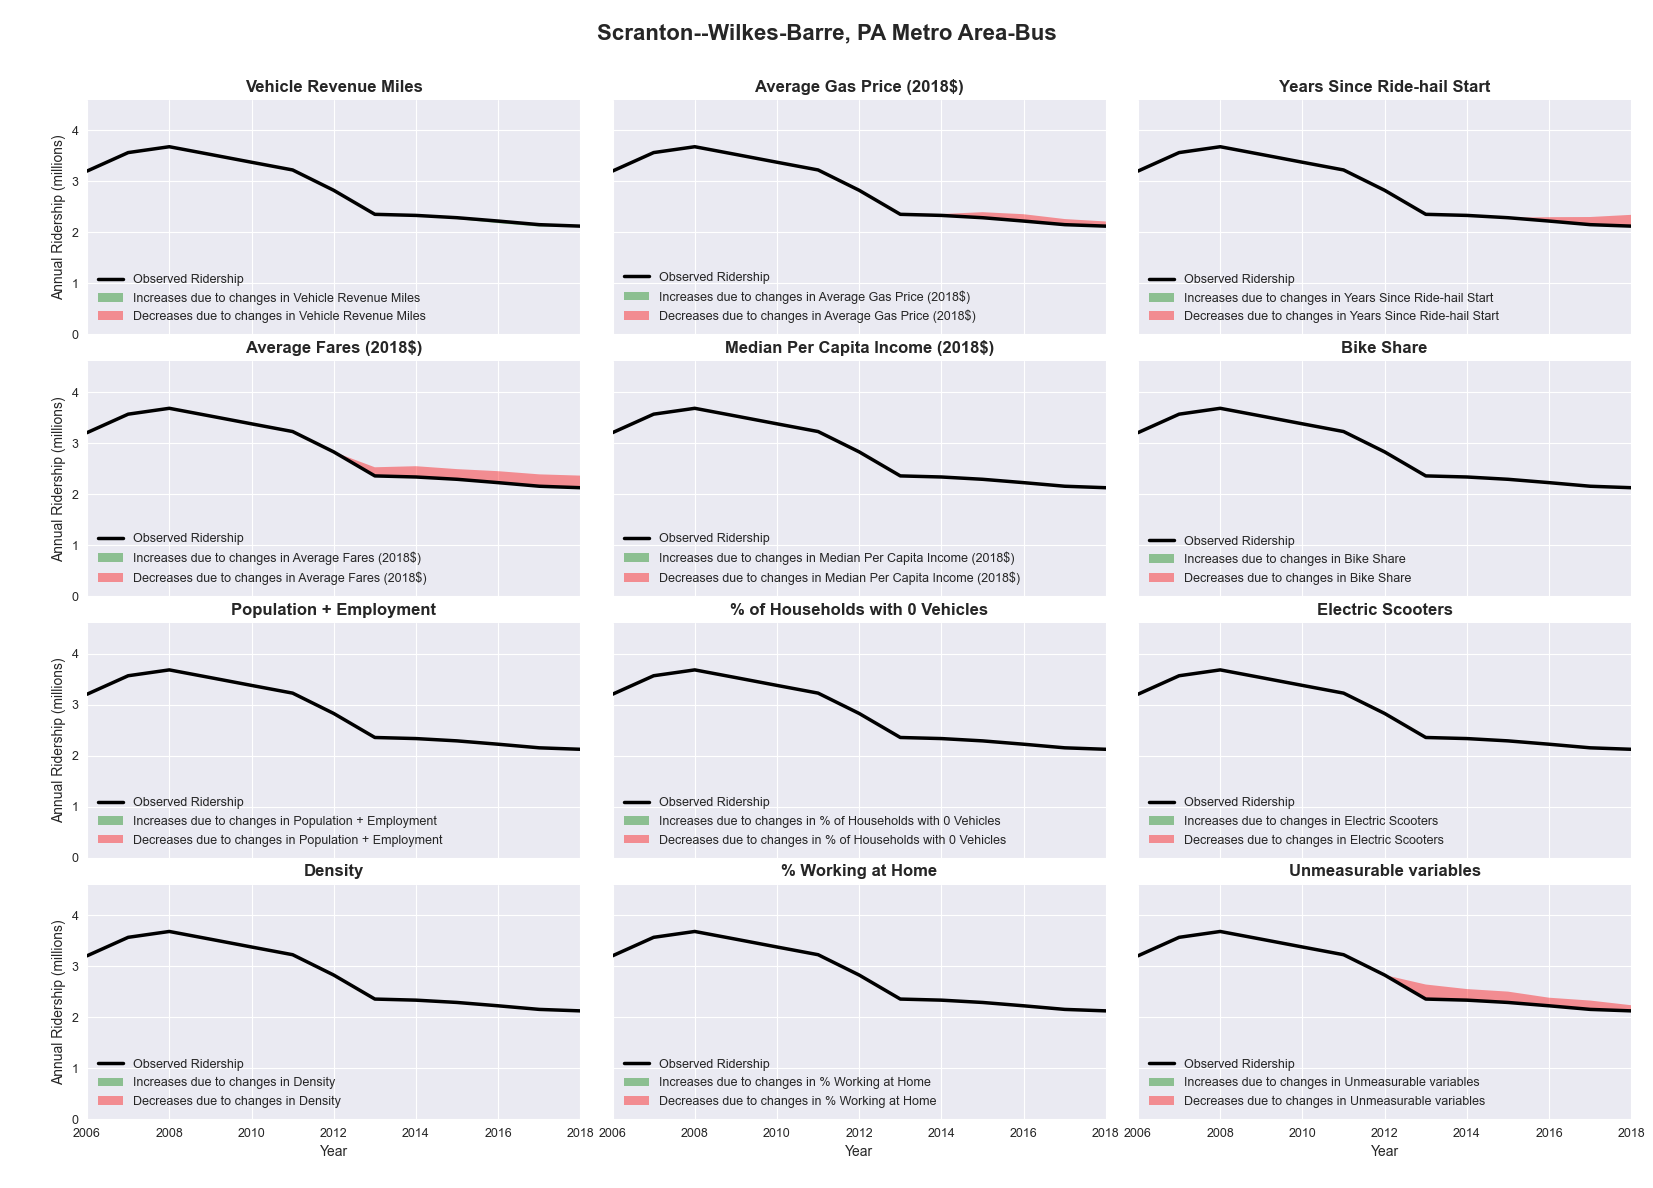 Scranton--Wilkes-Barre, PA Metro Area-Bus
Vehicle Revenue Miles
Annual Ridership (millions)
4
3
2
1
0
Observed Ridership
Increases due to changes in Vehicle Revenue Miles
Decreases due to changes in Vehicle Revenue Miles
Average Gas Price (2018$)
Observed Ridership
Increases due to changes in Average Gas Price (2018$)
Decreases due to changes in Average Gas Price (2018$)
Years Since Ride-hail Start
Observed Ridership
Increases due to changes in Years Since Ride-hail Start
Decreases due to changes in Years Since Ride-hail Start
Average Fares (2018$)
Annual Ridership (millions)
4
3
2
1
0
Observed Ridership
Increases due to changes in Average Fares (2018$)
Decreases due to changes in Average Fares (2018$)
Median Per Capita Income (2018$)
Observed Ridership
Increases due to changes in Median Per Capita Income (2018$)
Decreases due to changes in Median Per Capita Income (2018$)
Bike Share
Observed Ridership
Increases due to changes in Bike Share
Decreases due to changes in Bike Share
Population + Employment
Annual Ridership (millions)
4
3
2
1
0
Observed Ridership
Increases due to changes in Population + Employment
Decreases due to changes in Population + Employment
% of Households with 0 Vehicles
Observed Ridership
Increases due to changes in % of Households with 0 Vehicles
Decreases due to changes in % of Households with 0 Vehicles
Electric Scooters
Observed Ridership
Increases due to changes in Electric Scooters
Decreases due to changes in Electric Scooters
Density
Annual Ridership (millions)
4
3
2
1
0
Observed Ridership
Increases due to changes in Density
Decreases due to changes in Density
2006 2008 2010 2012 2014 2016 2018
Year
% Working at Home
Observed Ridership
Increases due to changes in % Working at Home
Decreases due to changes in % Working at Home
2006 2008 2010 2012 2014 2016 2018
Year
Unmeasurable variables
Observed Ridership
Increases due to changes in Unmeasurable variables
Decreases due to changes in Unmeasurable variables
2006 2008 2010 2012 2014 2016 2018
Year